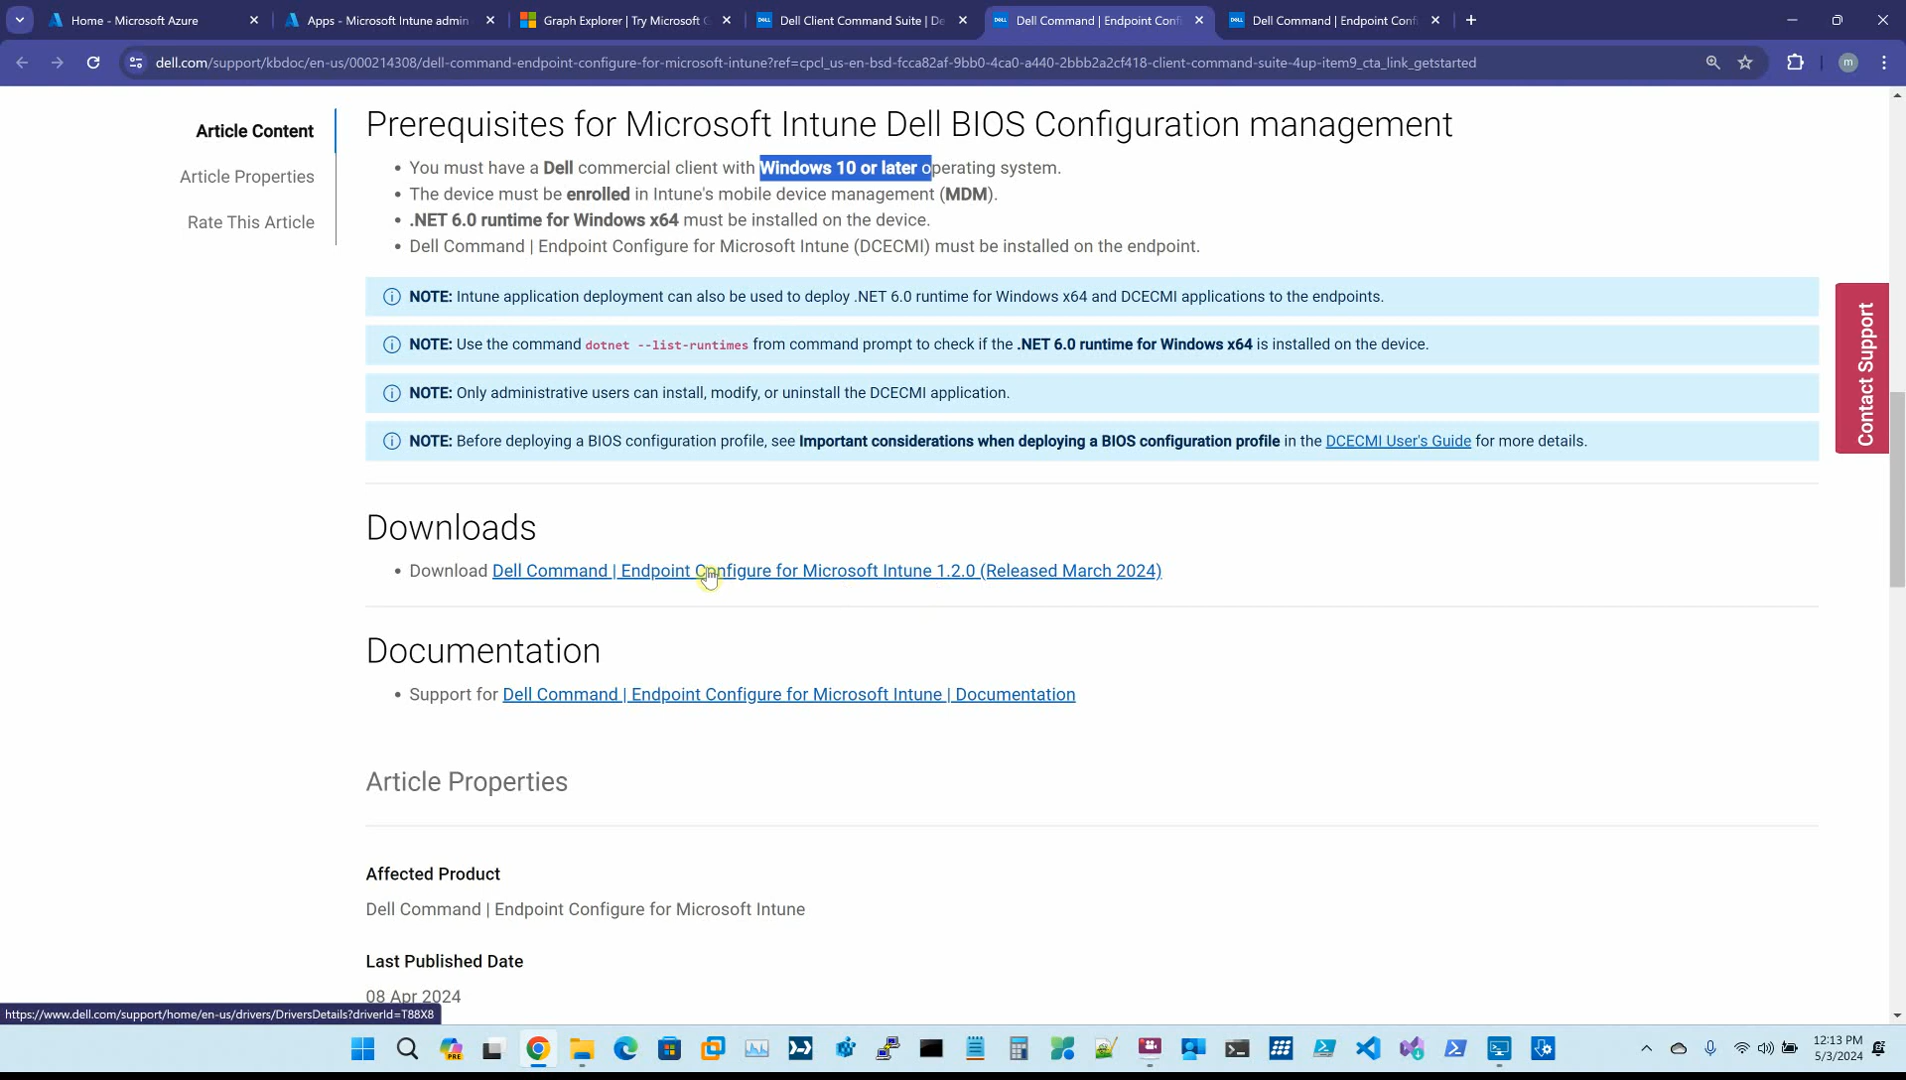 Home - Microsoft Azure
Apps - Microsoft Intune admin
Graph Explorer | Try Microsoft G
Dell Client Command Suite | De
Dell Command | Endpoint Confi
Dell Command | Endpoint Confi
dell.com/support/kbdoc/en-us/000214308/dell-command-endpoint-configure-for-microsoft-intune?ref=cpcl_us-en-bsd-fcca82af-9bb0-4ca0-a440-2bbb2a2cf418-client-command-suite-4up-item9_cta_link_getstarted
m
Article Content
Article Properties
Rate This Article
Prerequisites for Microsoft Intune Dell BIOS Configuration management
• You must have a Dell commercial client with Windows 10 or later operating system.
• The device must be enrolled in Intune's mobile device management (MDM).
• .NET 6.0 runtime for Windows x64 must be installed on the device.
• Dell Command | Endpoint Configure for Microsoft Intune (DCECMI) must be installed on the endpoint.
NOTE: Intune application deployment can also be used to deploy .NET 6.0 runtime for Windows x64 and DCECMI applications to the endpoints.
NOTE: Use the command dotnet --list-runtimes from command prompt to check if the .NET 6.0 runtime for Windows x64 is installed on the device.
NOTE: Only administrative users can install, modify, or uninstall the DCECMI application.
NOTE: Before deploying a BIOS configuration profile, see Important considerations when deploying a BIOS configuration profile in the DCECMI User's Guide for more details.
Contact Support
Downloads
• Download Dell Command | Endpoint Configure for Microsoft Intune 1.2.0 (Released March 2024)
Documentation
• Support for Dell Command | Endpoint Configure for Microsoft Intune | Documentation
Article Properties
Affected Product
Dell Command | Endpoint Configure for Microsoft Intune
Last Published Date
08 Apr 2024
https://www.dell.com/support/home/en-us/drivers/DriversDetails?driverId=T88X8
PRE
12:13 PM
5/3/2024